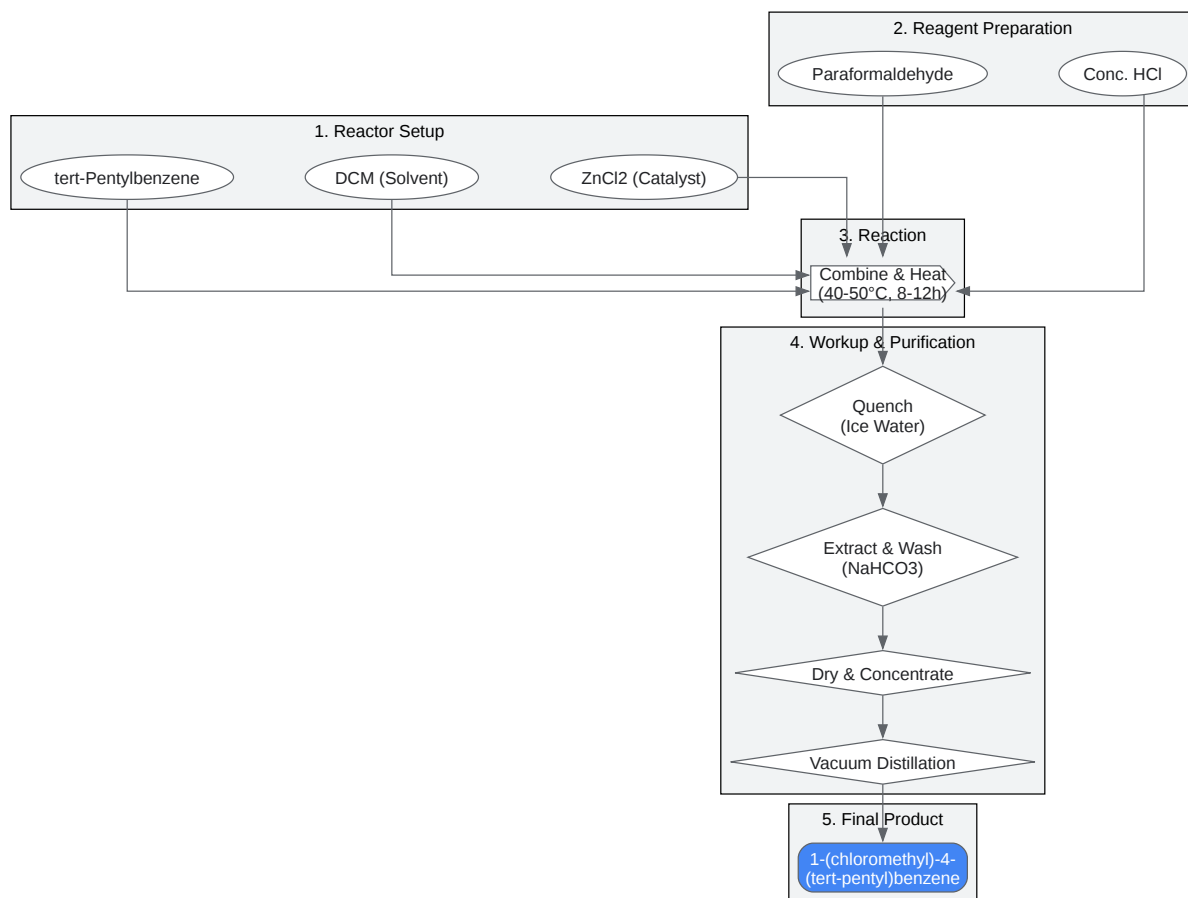 2. Reagent Preparation
Paraformaldehyde
Conc. HCl
1. Reactor Setup
tert-Pentylbenzene
DCM (Solvent)
ZnCl2 (Catalyst)
3. Reaction
Combine & Heat
(40-50°C, 8-12h)
4. Workup & Purification
Quench
(Ice Water)
Extract & Wash
(NaHCO3)
Dry & Concentrate
Vacuum Distillation
5. Final Product
1-(chloromethyl)-4-
(tert-pentyl)benzene